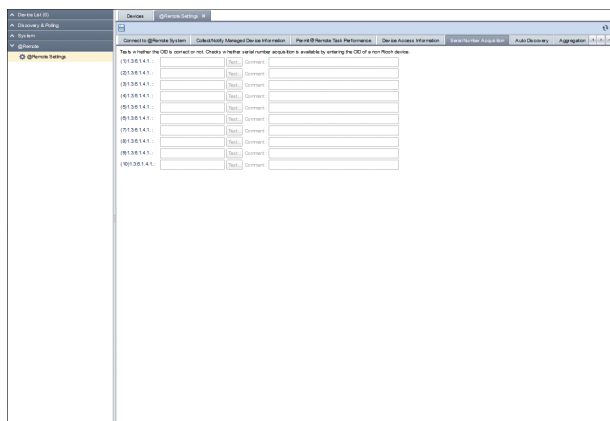 Device List (0)
Discovery & Polling
System
@Remote
@Remote Settings
Devices
@Remote Settings
Connect to @Remote System
Collect/Notify Managed Device Information
Permit @Remote Task Performance
Device Access Information
Serial Number Acquisition
Auto Discovery
Aggregation
Tests whether the OID is correct or not. Checks whether serial number acquisition is available by entering the OID of a non Ricoh device.
(1)1.3.6.1.4.1. : Test... Comment:
(2)1.3.6.1.4.1. : Test... Comment:
(3)1.3.6.1.4.1. : Test... Comment:
(4)1.3.6.1.4.1. : Test... Comment:
(5)1.3.6.1.4.1. : Test... Comment:
(6)1.3.6.1.4.1. : Test... Comment:
(7)1.3.6.1.4.1. : Test... Comment:
(8)1.3.6.1.4.1. : Test... Comment:
(9)1.3.6.1.4.1. : Test... Comment:
(10)1.3.6.1.4.1. : Test... Comment: